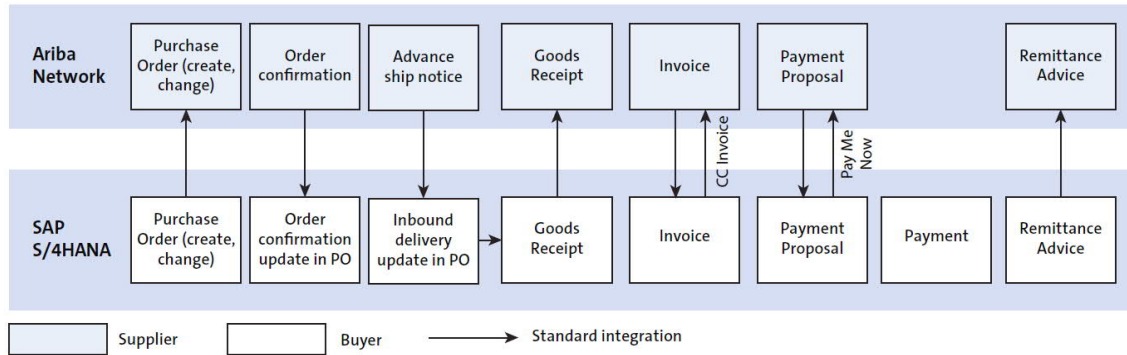 Ariba
Network
Purchase
Order (create,
change)
Order
confirmation
Advance
ship notice
Goods
Receipt
Invoice
Payment
Proposal
Remittance
Advice
CC Invoice
Pay Me
Now
SAP
S/4HANA
Purchase
Order (create,
change)
Order
confirmation
update in PO
Inbound
delivery
update in PO
Goods
Receipt
Invoice
Payment
Proposal
Payment
Remittance
Advice
Supplier
Buyer
Standard integration